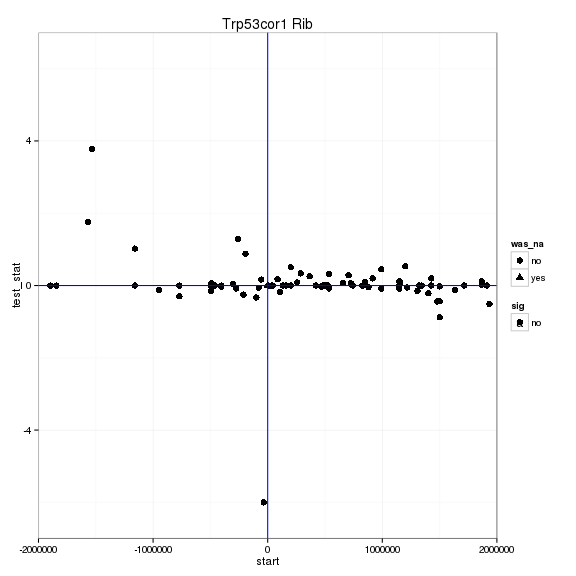 Trp53cor1 Rib
4
0
-4
test_stat
-2000000 -1000000 0 1000000 2000000
start
was_na
no
yes
sig
no